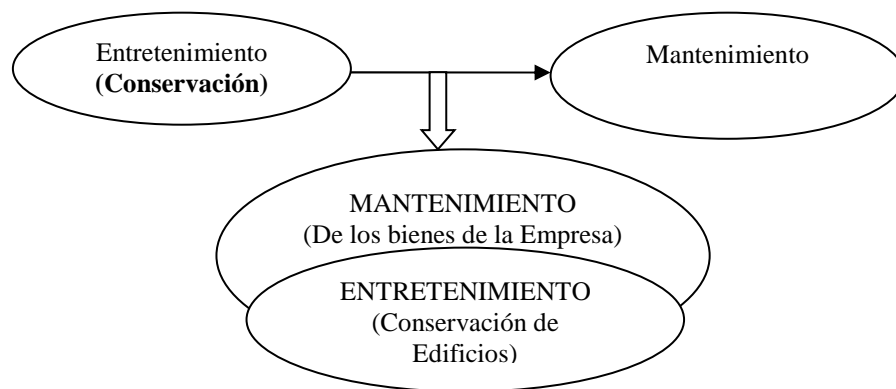 Entretenimiento
(Conservación)
Mantenimiento
MANTENIMIENTO
(De los bienes de la Empresa)
ENTRETENIMIENTO
(Conservación de
Edificios)